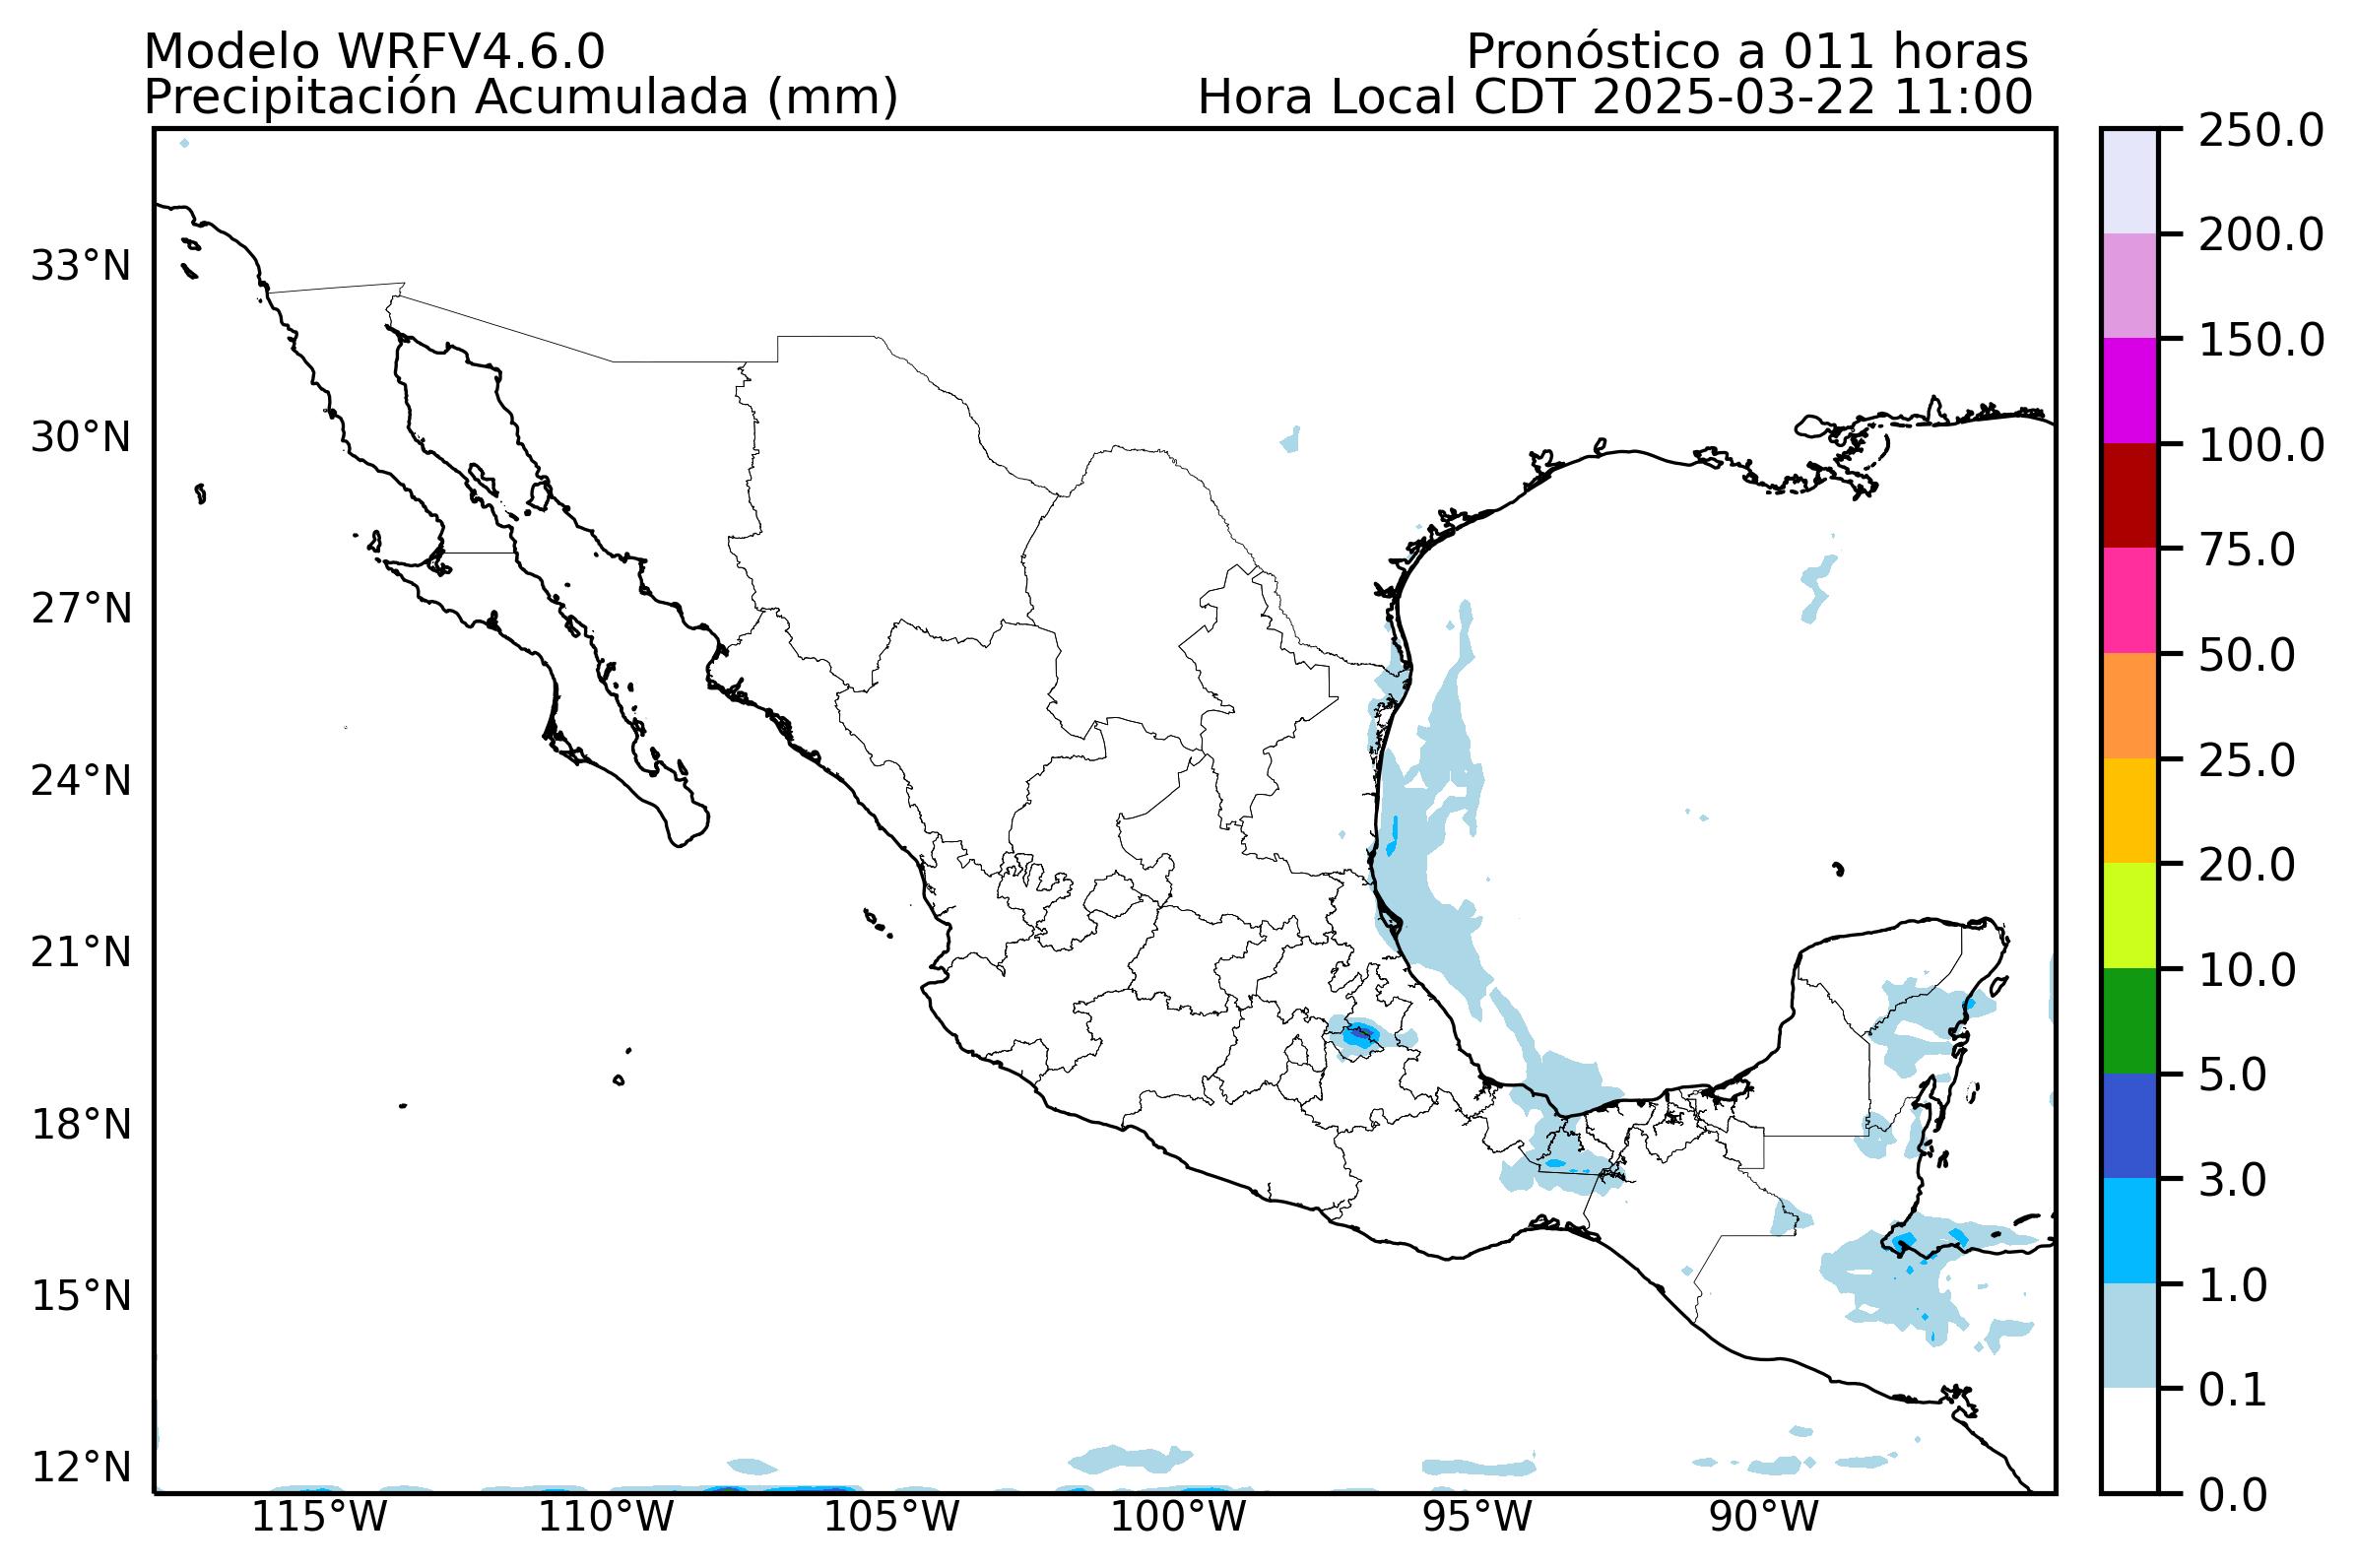 Modelo WRFV4.6.0
Pronóstico a 011 horas
Precipitación Acumulada (mm)
Hora Local CDT 2025-03-22 11:00
33°N
30°N
27°N
24°N
21°N
18°N
15°N
12°N
115°W
110°W
105°W
100°W
95°W
90°W
250.0
200.0
150.0
100.0
75.0
50.0
25.0
20.0
10.0
5.0
3.0
1.0
0.1
0.0